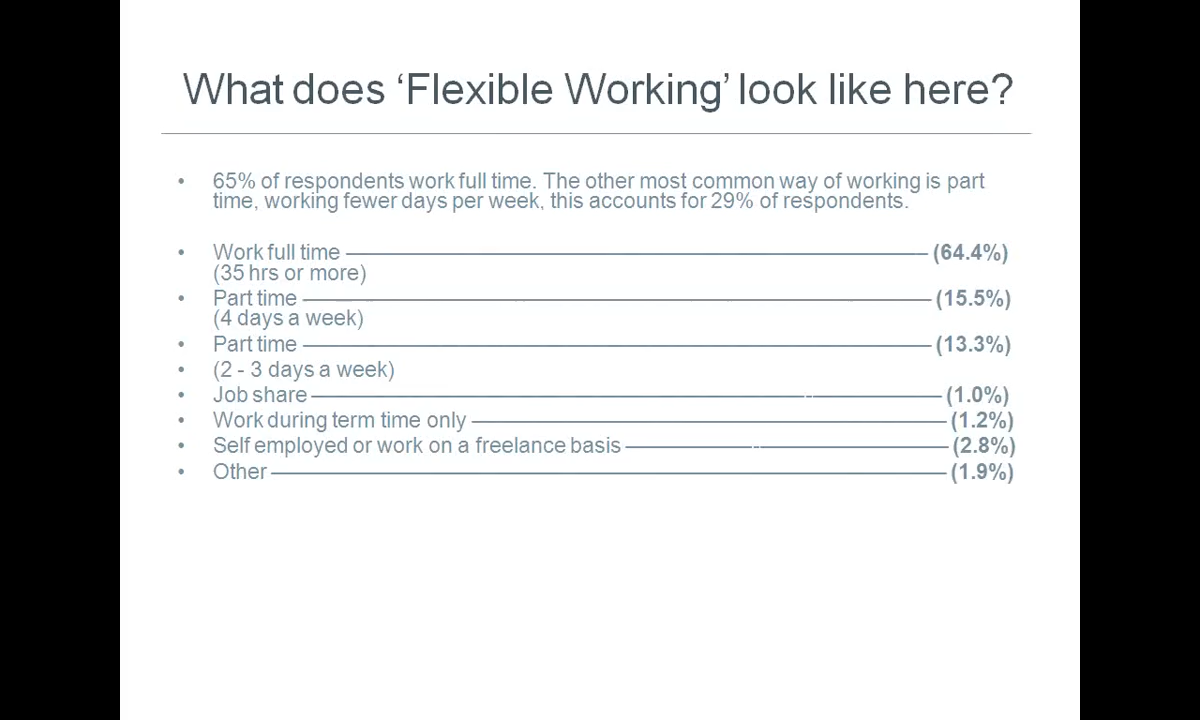 What does ‘Flexible Working’ look like here?
• 65% of respondents work full time. The other most common way of working is part
time, working fewer days per week, this accounts for 29% of respondents.
• Work full time (64.4%)
(35 hrs or more)
• Part time (15.5%)
(4 days a week)
• Part time (13.3%)
• (2 - 3 days a week)
• Job share (1.0%)
• Work during term time only (1.2%)
• Self employed or work on a freelance basis (2.8%)
• Other (1.9%)